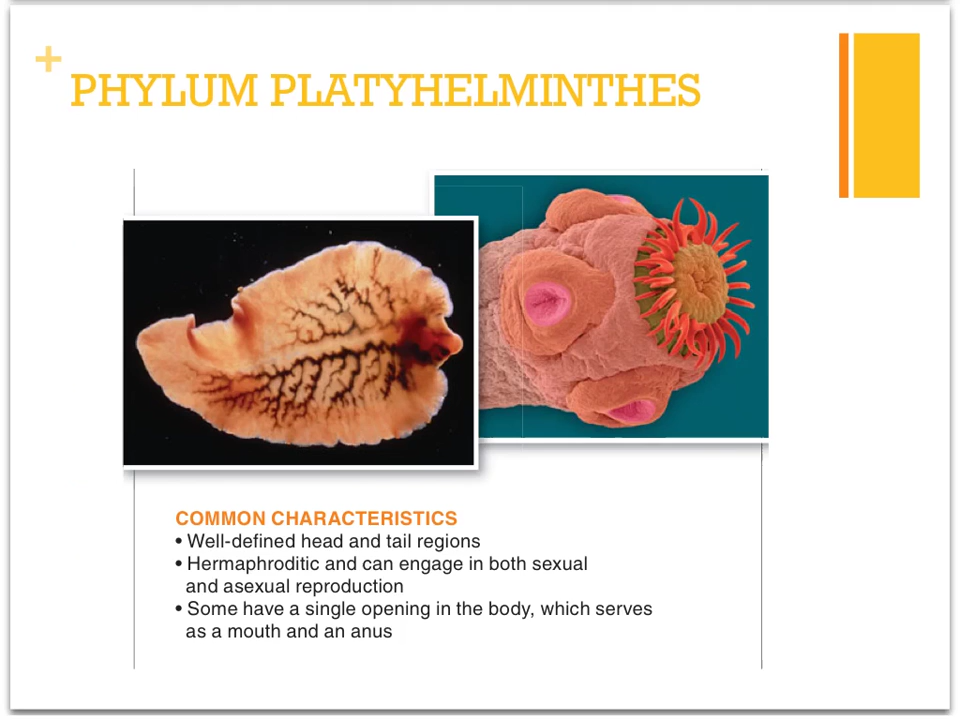 +
PHYLUM PLATYHELMINTHES
COMMON CHARACTERISTICS
• Well-defined head and tail regions
• Hermaphroditic and can engage in both sexual
and asexual reproduction
• Some have a single opening in the body, which serves
as a mouth and an anus